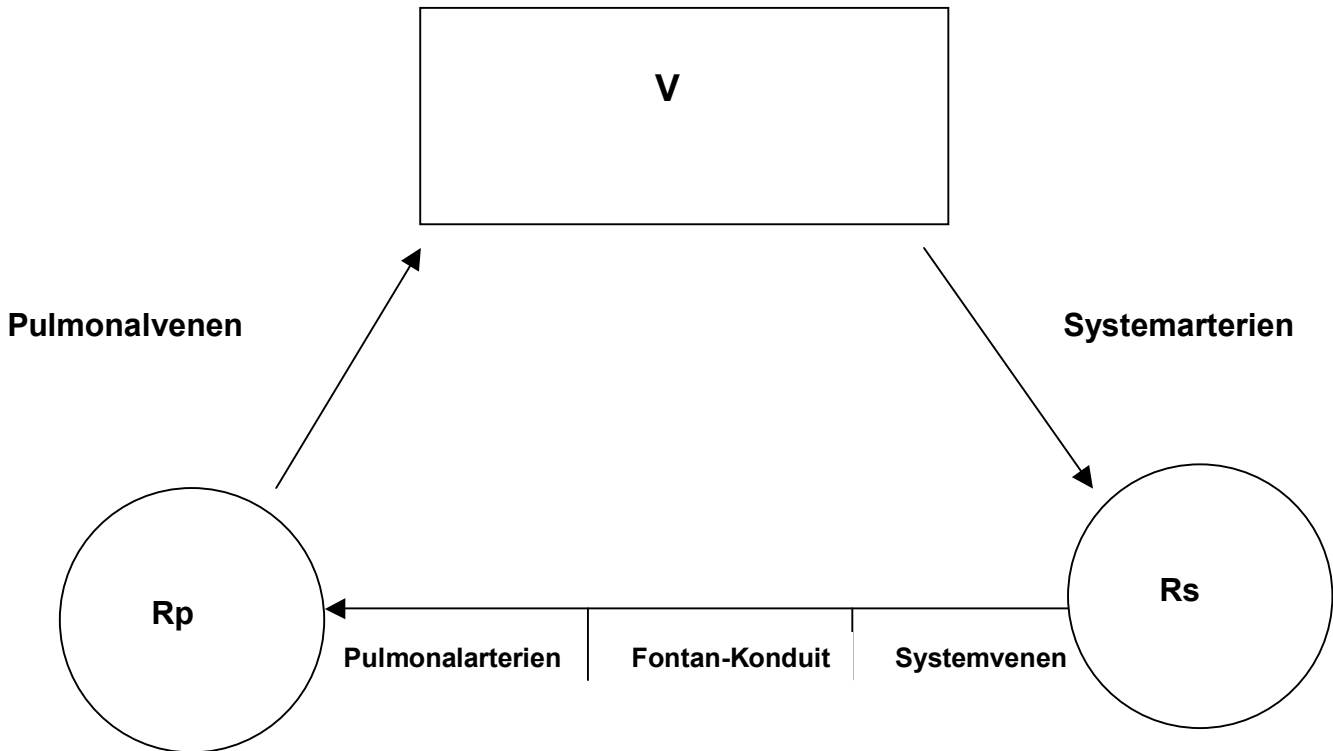 V
Pulmonalvenen
Systemarterien
Rp
Rs
Pulmonalarterien
Fontan-Konduit
Systemvenen